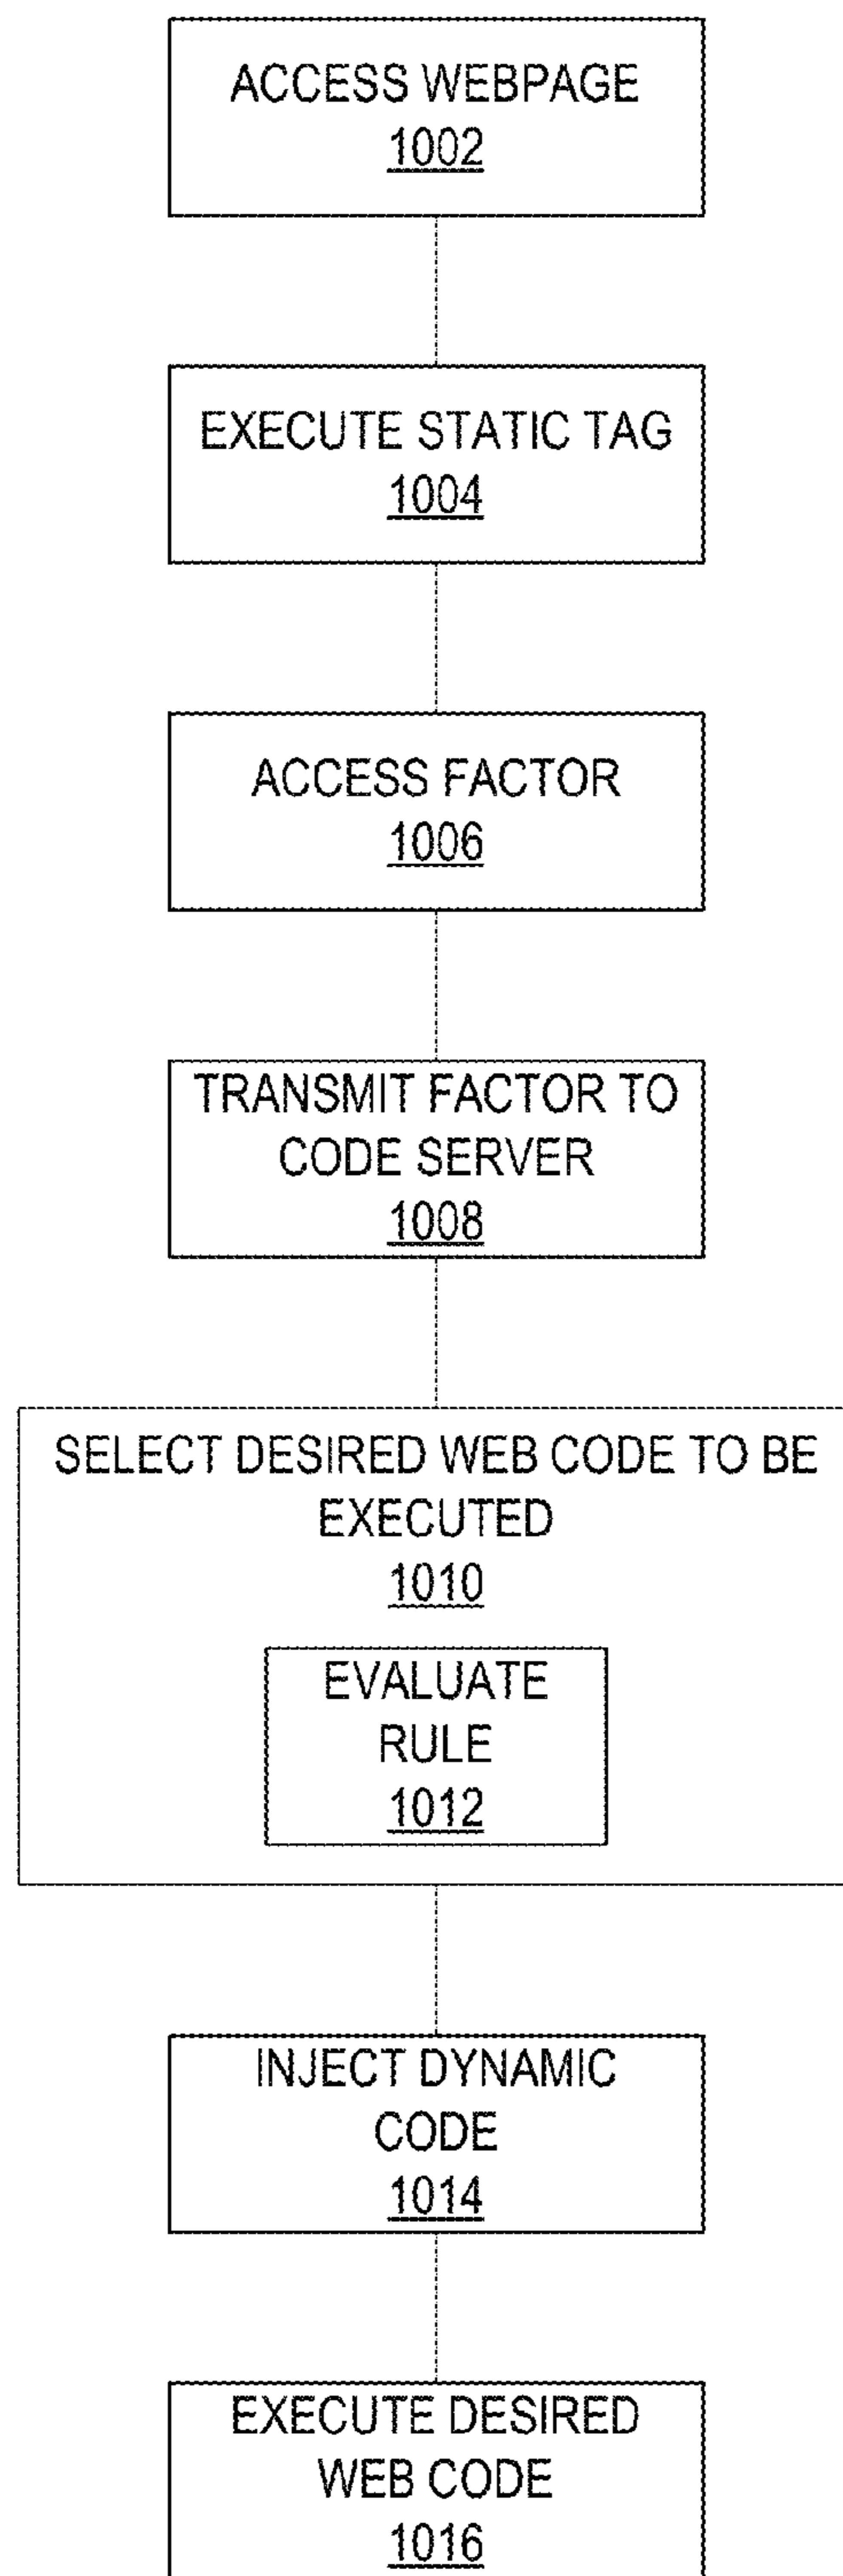 ACCESS WEBPAGE
1002
EXECUTE STATIC TAG
1004
ACCESS FACTOR
1006
TRANSMIT FACTOR TO
CODE SERVER
1008
SELECT DESIRED WEB CODE TO BE
EXECUTED
1010
EVALUATE
RULE
1012
INJECT DYNAMIC
CODE
1014
EXECUTE DESIRED
WEB CODE
1016